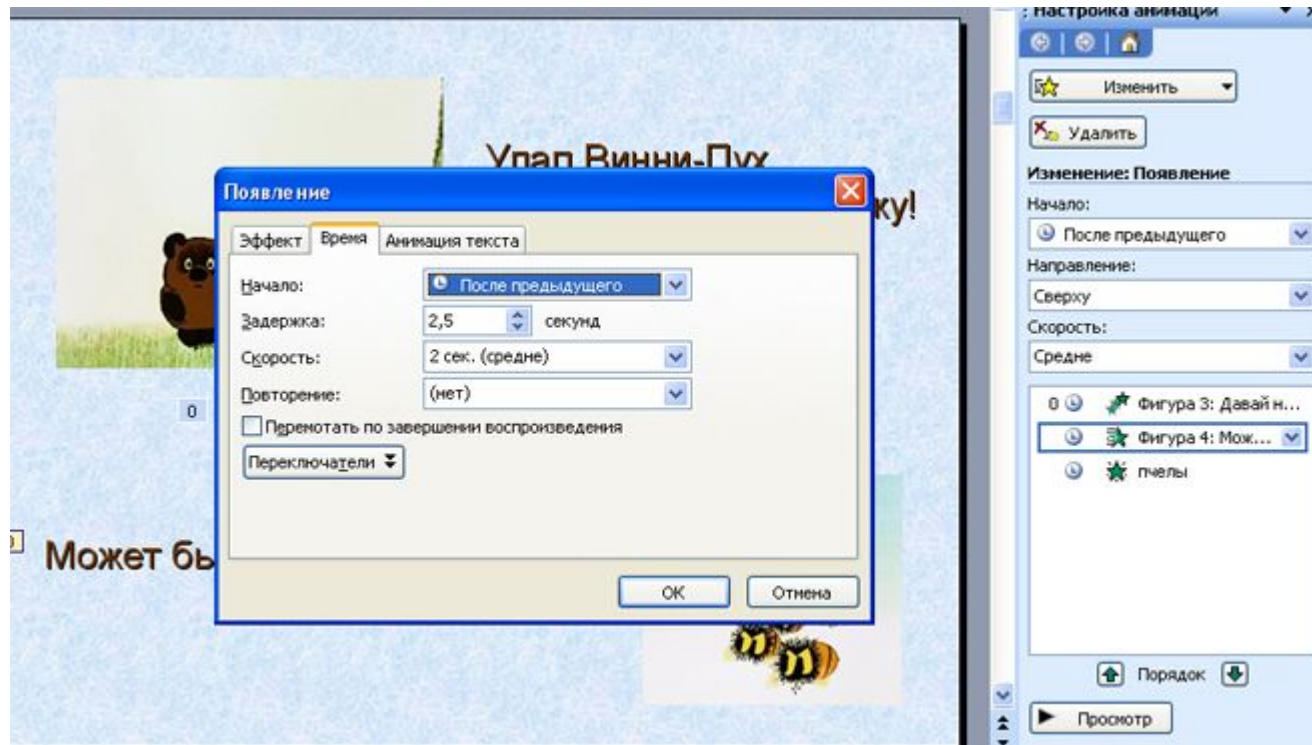 Настройка анимации
Изменить
Удалить
Изменение: Появление
Начало:
После предыдущего
Направление:
Сверху
Скорость:
Средне
0 Фигура 3: Давай н...
Фигура 4: Мож...
пчелы
Порядок
Просмотр
Упал Винни-Пух
ку!
0
Может бы
Появление
Эффект Время Анимация текста
Начало: После предыдущего
Задержка: 2,5 секунд
Скорость: 2 сек. (средне)
Повторение: (нет)
Перемотать по завершении воспроизведения
Переключатели
ОК Отмена